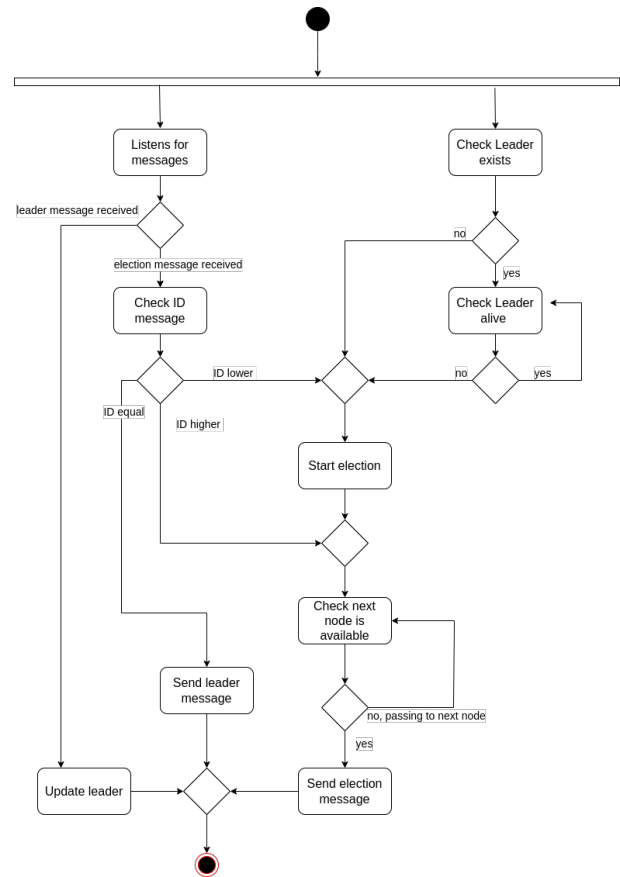 Listens for
messages
Check Leader
exists
leader message received
no
election message received
yes
Check ID
message
Check Leader
alive
ID lower
no
yes
ID equal
ID higher
Start election
Check next
node is
available
Send leader
message
no, passing to next node
yes
Update leader
Send election
message